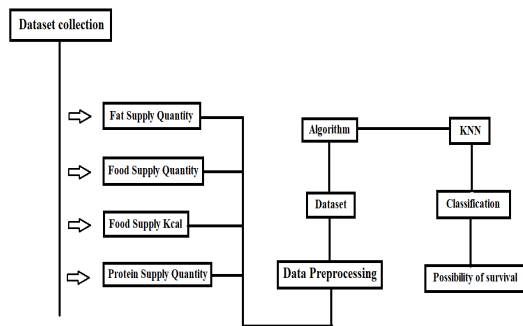 Dataset collection
Fat Supply Quantity
Food Supply Quantity
Food Supply Kcal
Protein Supply Quantity
Algorithm
KNN
Dataset
Classification
Data Preprocessing
Possibility of survival